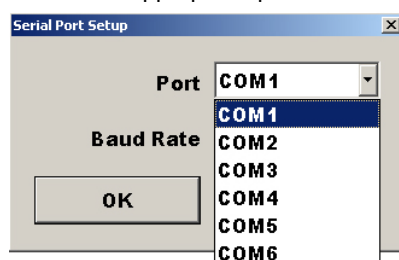 Serial Port Setup
Port COM1
COM1
Baud Rate COM2
COM3
OK COM4
COM5
COM6